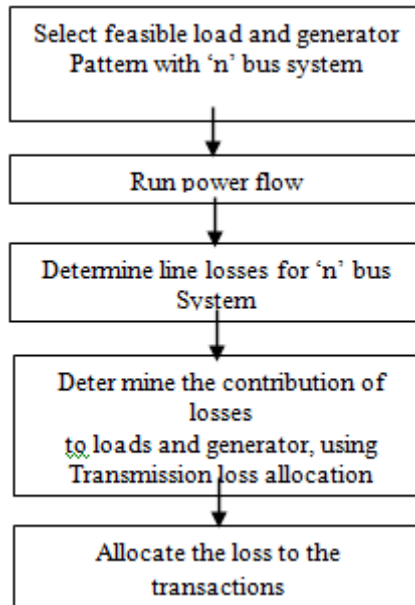 Select feasible load and generator
Pattern with ‘n’ bus system
Run power flow
Determine line losses for ‘n’ bus
System
Deter mine the contribution of
losses
to loads and generator, using
Transmission loss allocation
Allocate the loss to the
transactions